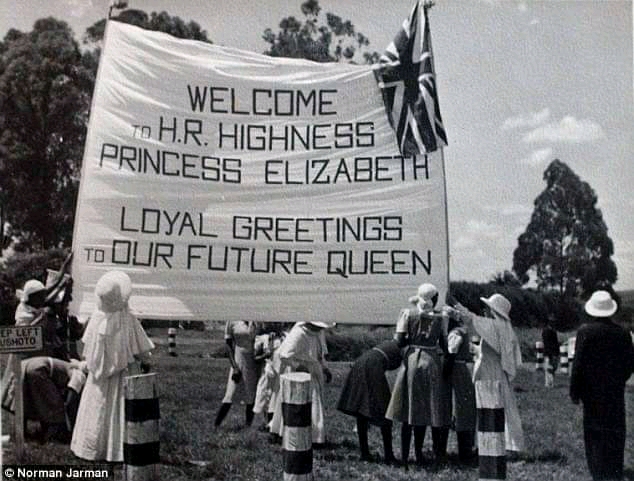 WELCOME
TO H.R. HIGHNESS
PRINCESS ELIZABETH
LOYAL GREETINGS
TO OUR FUTURE QUEEN
EP LEFT
USHOTO
© Norman Jarman